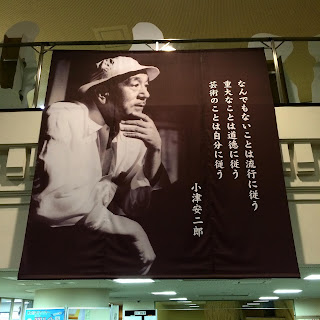 なんでもないことは流行に従う
重大なことは道徳に従う
芸術のことは自分に従う
小津安二郎